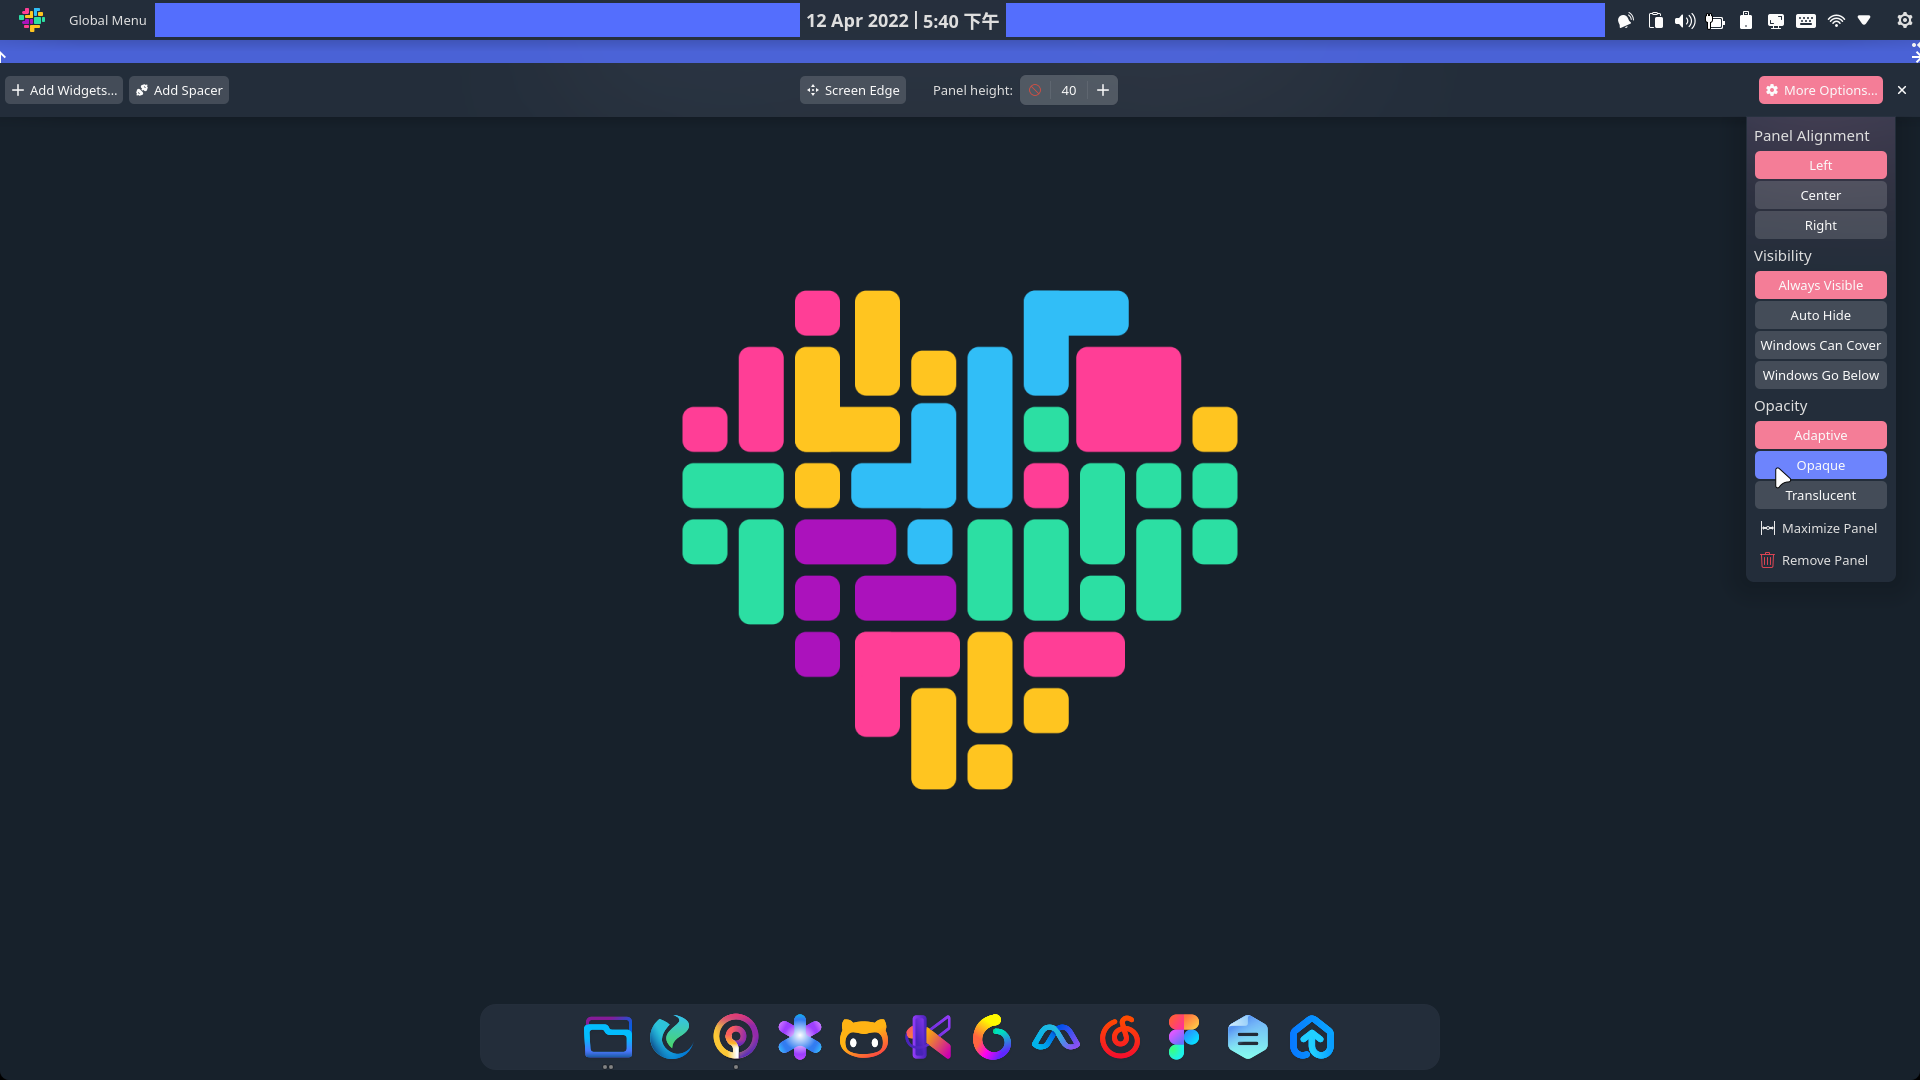 Global Menu
12 Apr 2022 | 5:40 下午
Add Widgets...
Add Spacer
Screen Edge
Panel height:
40
More Options...
Panel Alignment
Left
Center
Right
Visibility
Always Visible
Auto Hide
Windows Can Cover
Windows Go Below
Opacity
Adaptive
Opaque
Translucent
Maximize Panel
Remove Panel